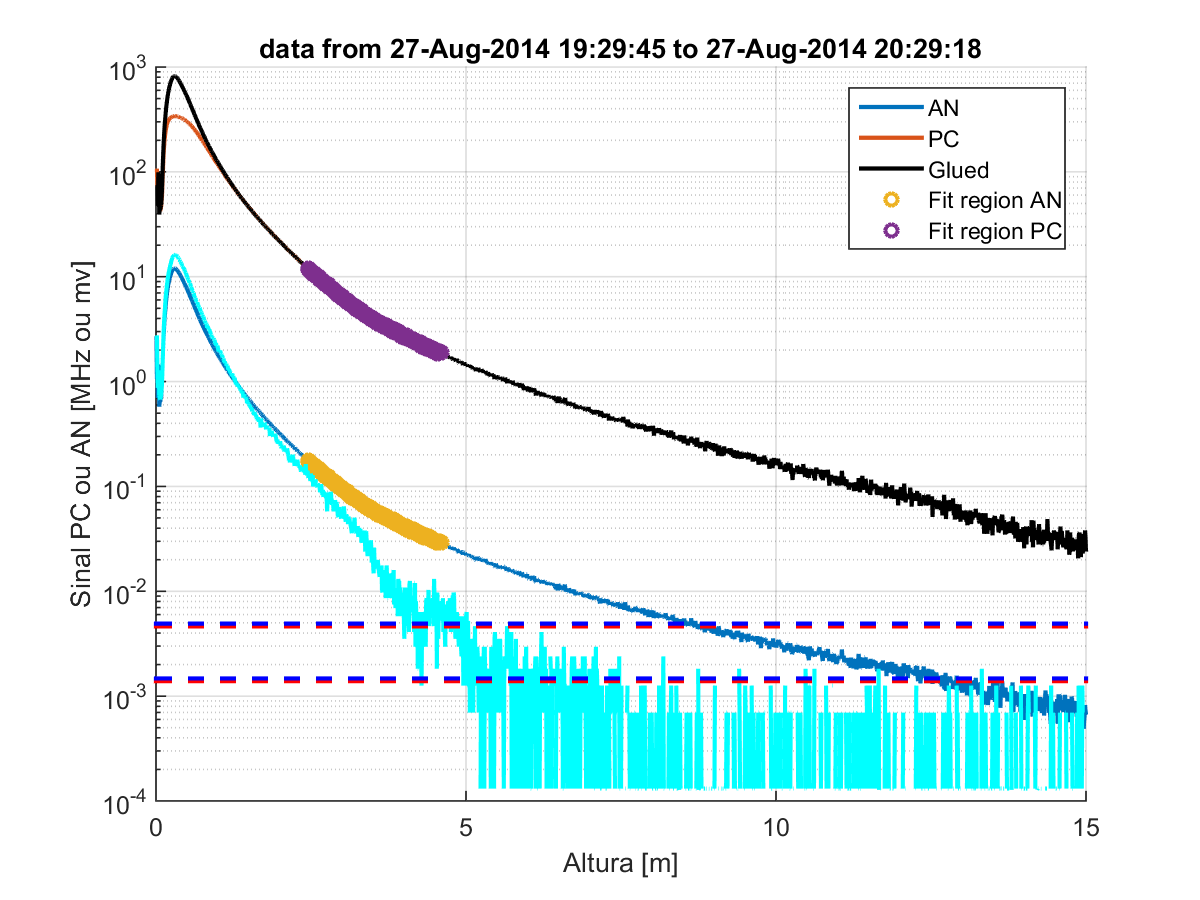 data from 27-Aug-2014 19:29:45 to 27-Aug-2014 20:29:18
AN
PC
Glued
Fit region AN
Fit region PC
Sinal PC ou AN [MHz ou mv]
10^3
10^2
10^1
10^0
10^-1
10^-2
10^-3
10^-4
0 5 10 15
Altura [m]